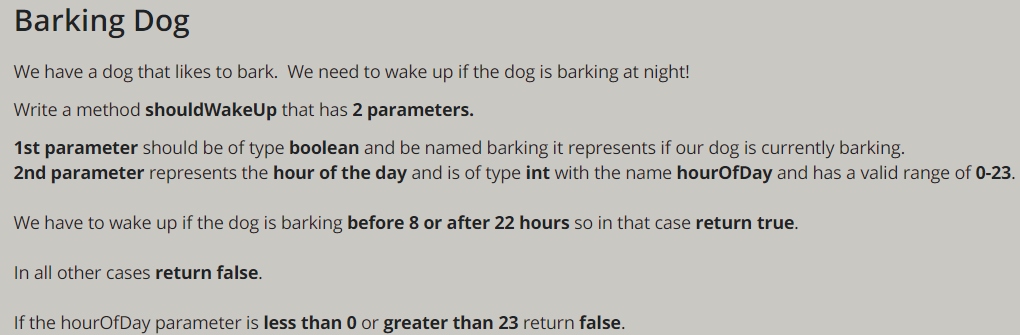 Barking Dog
We have a dog that likes to bark.  We need to wake up if the dog is barking at night!
Write a method shouldWakeUp that has 2 parameters.
1st parameter should be of type boolean and be named barking it represents if our dog is currently barking.
2nd parameter represents the hour of the day and is of type int with the name hourOfDay and has a valid range of 0-23.
We have to wake up if the dog is barking before 8 or after 22 hours so in that case return true.
In all other cases return false.
If the hourOfDay parameter is less than 0 or greater than 23 return false.